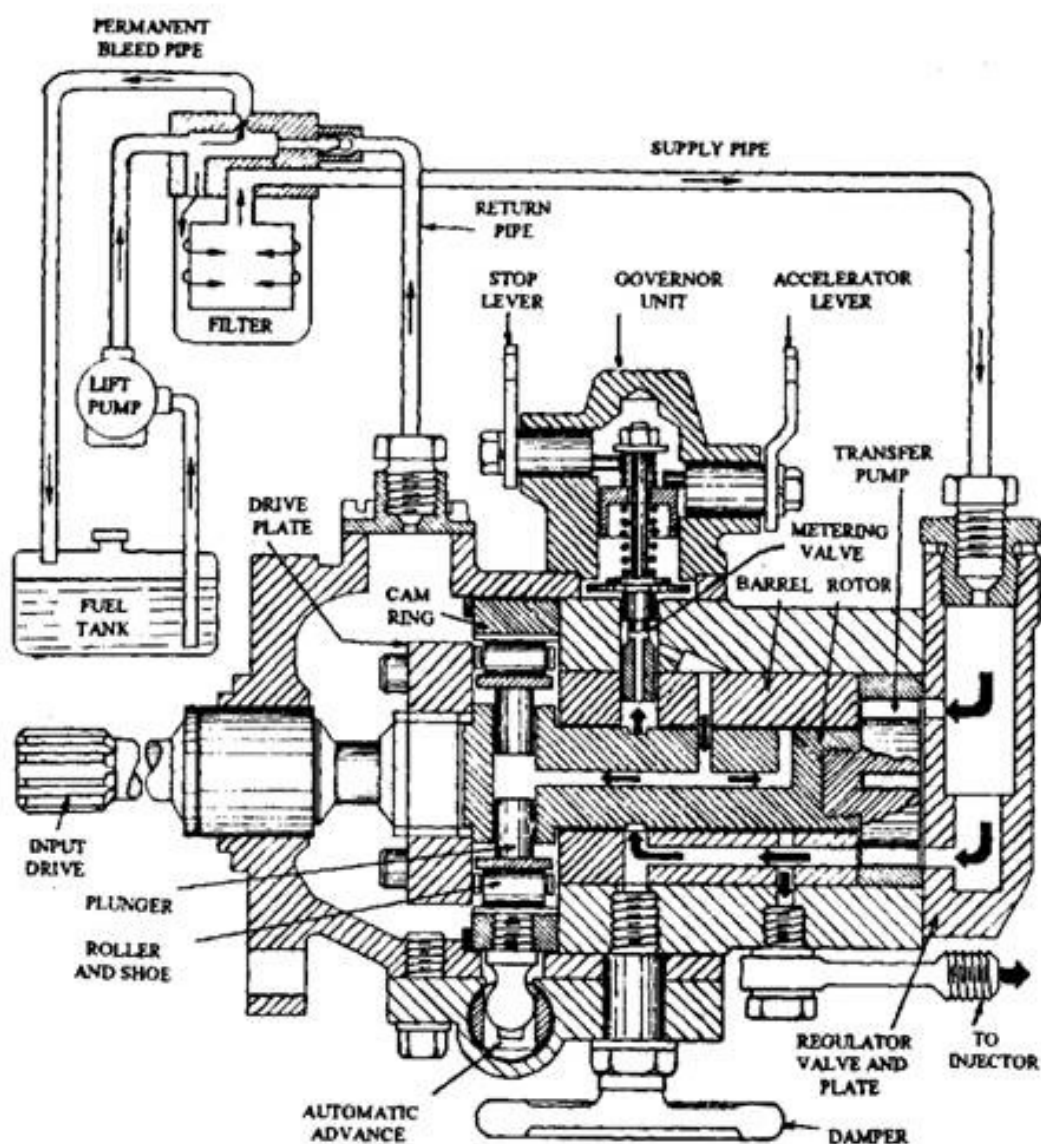 PERMANENT
BLEED PIPE
SUPPLY PIPE
RETURN
PIPE
STOP
LEVER
GOVERNOR
UNIT
ACCELERATOR
LEVER
FILTER
LIFT
PUMP
TRANSFER
PUMP
DRIVE
PLATE
METERING
VALVE
CAM
RING
BARREL ROTOR
FUEL
TANK
INPUT
DRIVE
PLUNGER
ROLLER
AND SHOE
REGULATOR
VALVE AND
PLATE
TO
INJECTOR
AUTOMATIC
ADVANCE
DAMPER